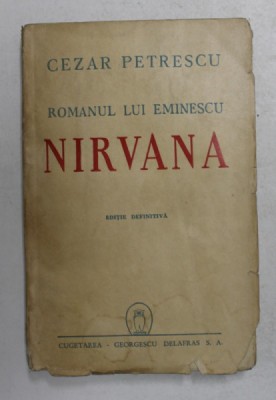 CEZAR PETRESCU
ROMANUL LUI EMINESCU
NIRVANA
EDIȚIE DEFINITIVĂ
CUGETAREA - GEORGESCU DELAFRAS S. A.